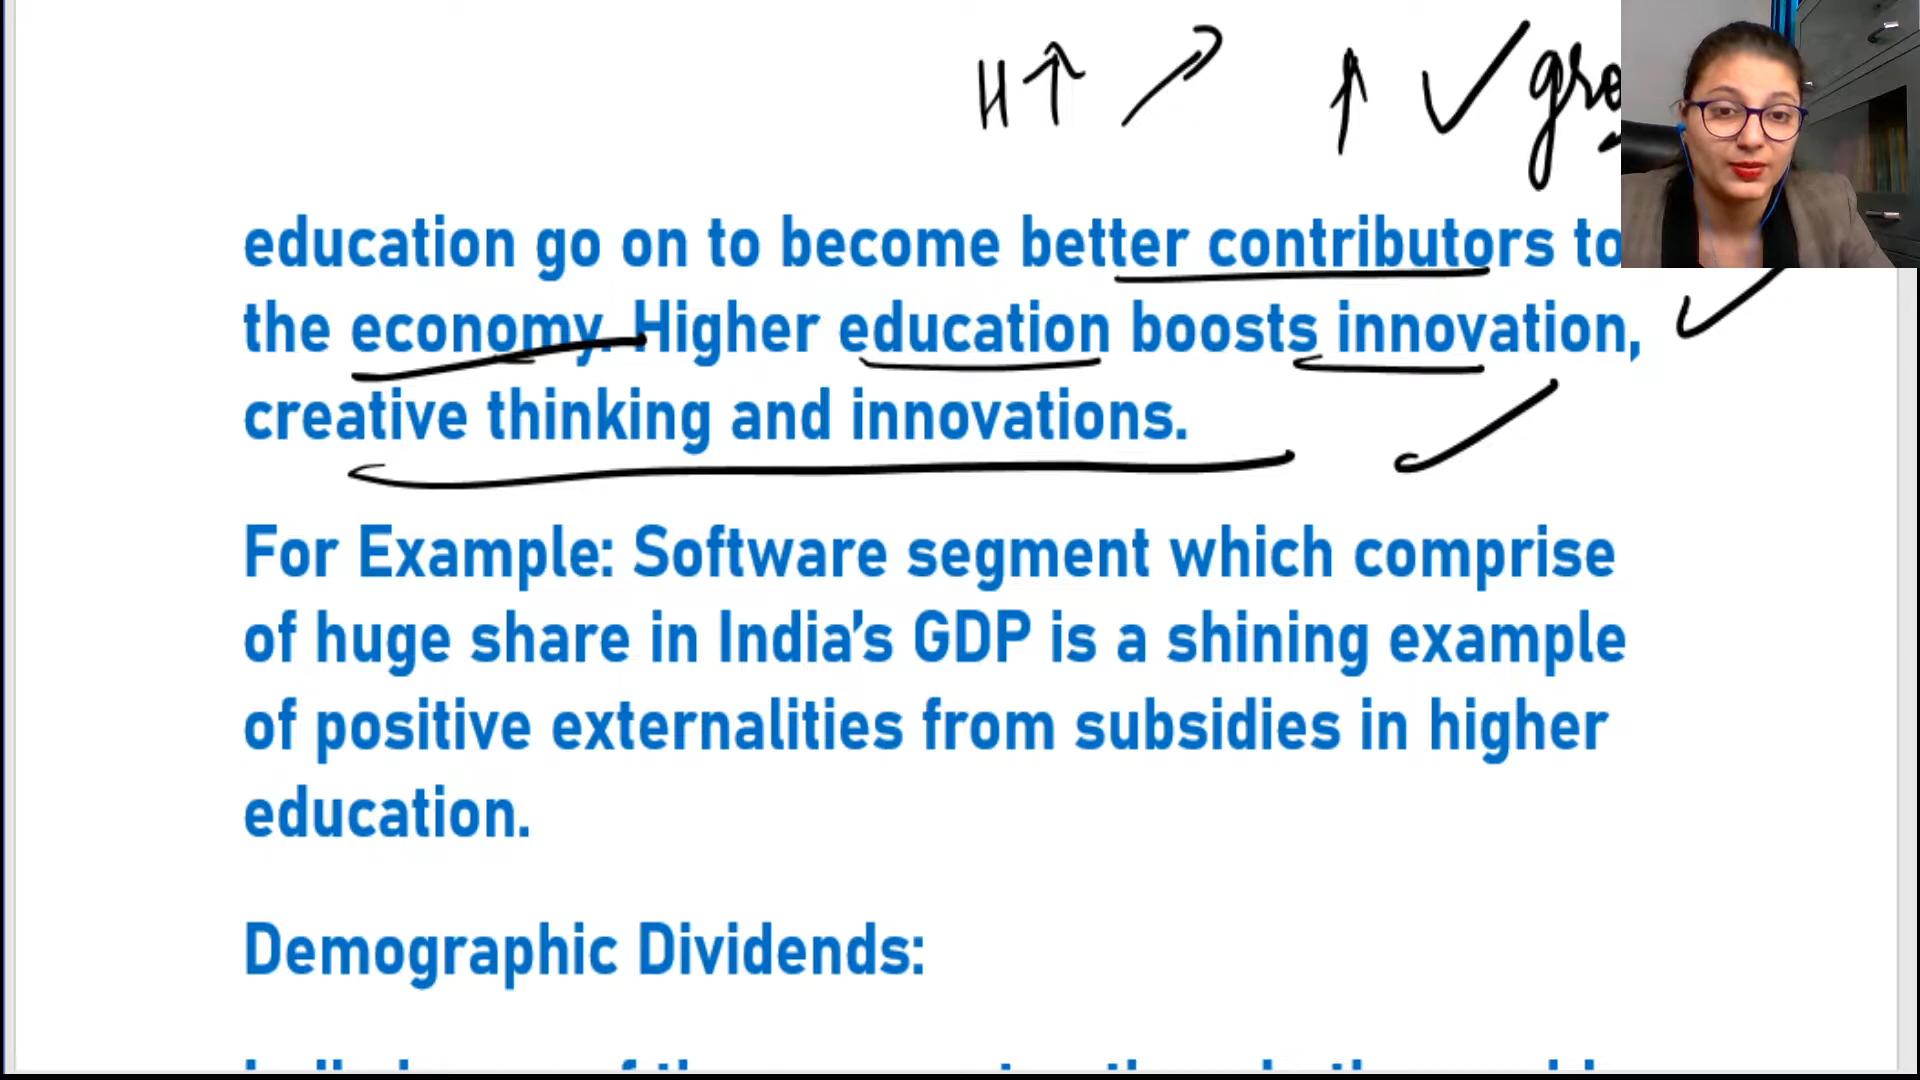 H↑ ↗ ↑ ✓ gro
education go on to become better contributors to
the economy. Higher education boosts innovation,
creative thinking and innovations.
For Example: Software segment which comprise
of huge share in India's GDP is a shining example
of positive externalities from subsidies in higher
education.
Demographic Dividends: